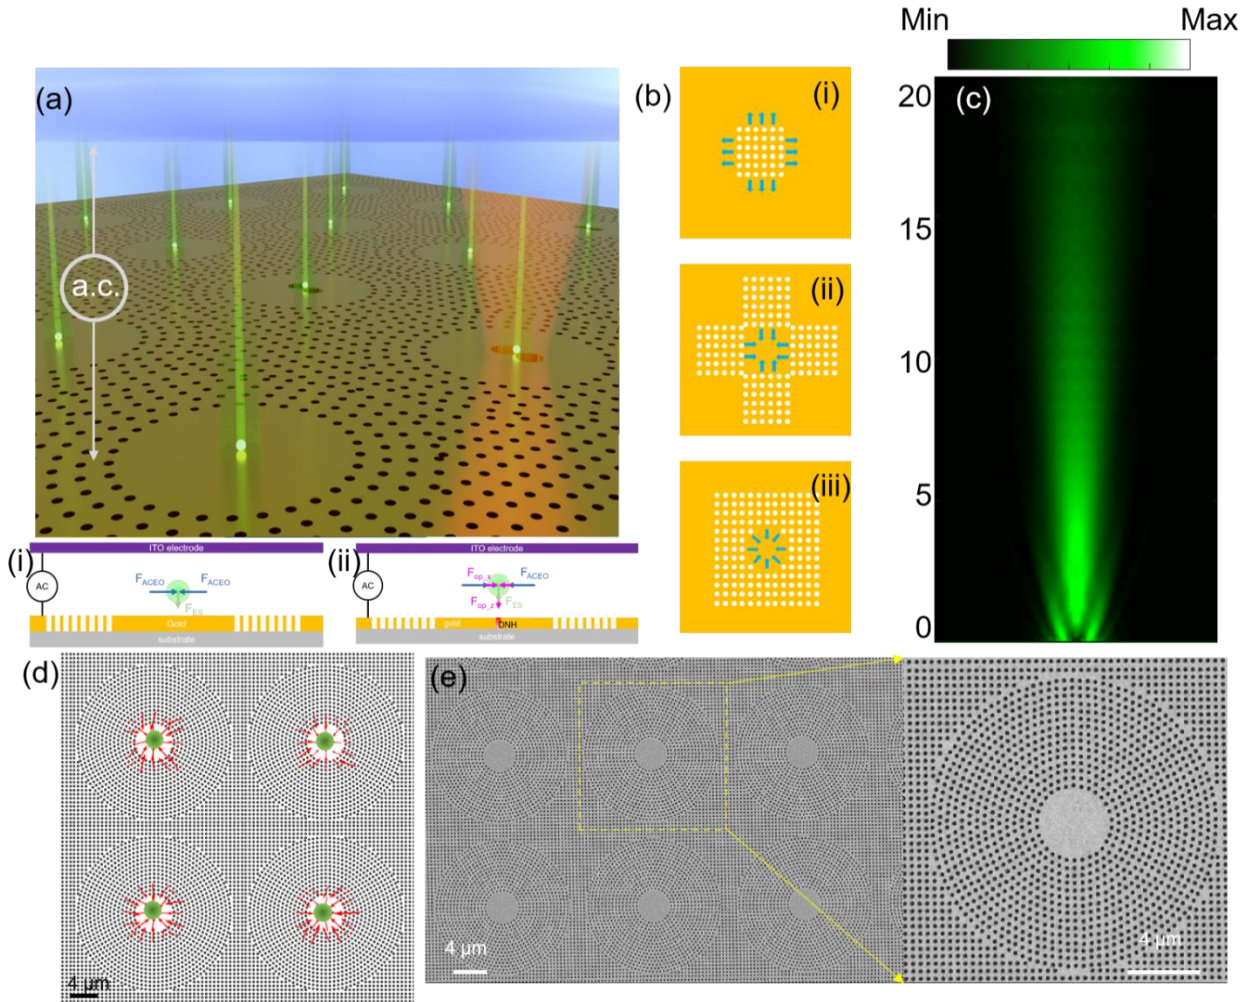 Min Max
(a)
a.c.
(b)
(i)
(ii)
(iii)
(c)
20
15
10
5
0
(i)
ITO electrode
AC
F_ACEO F_ACEO
F_ES
Gold
substrate
(ii)
ITO electrode
AC
F_op_x F_ACEO
F_op_z F_ES
gold DNH
substrate
(d)
4 µm
(e)
4 µm
4 µm